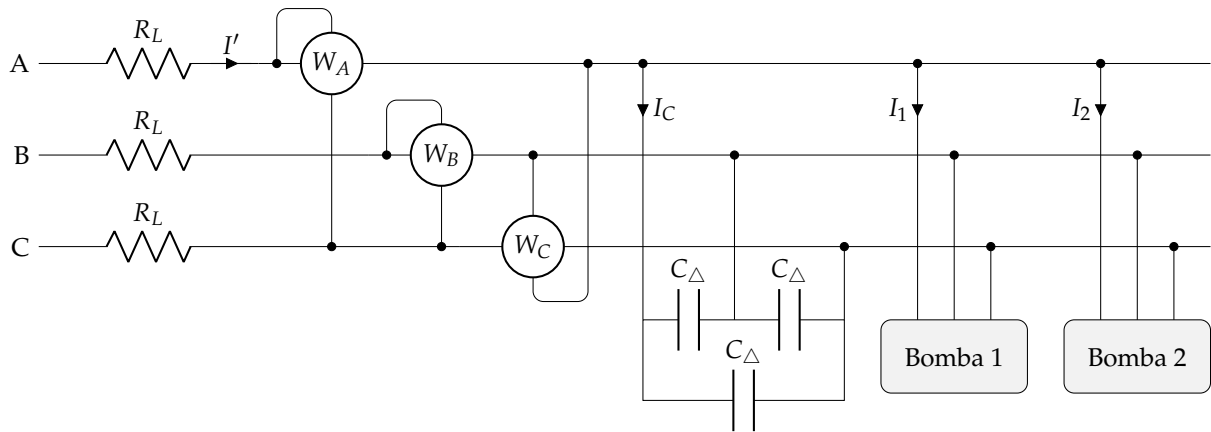 R_L
I'
A
W_A
I_C
I_1
I_2
R_L
B
W_B
R_L
C
W_C
C_△
C_△
C_△
Bomba 1
Bomba 2